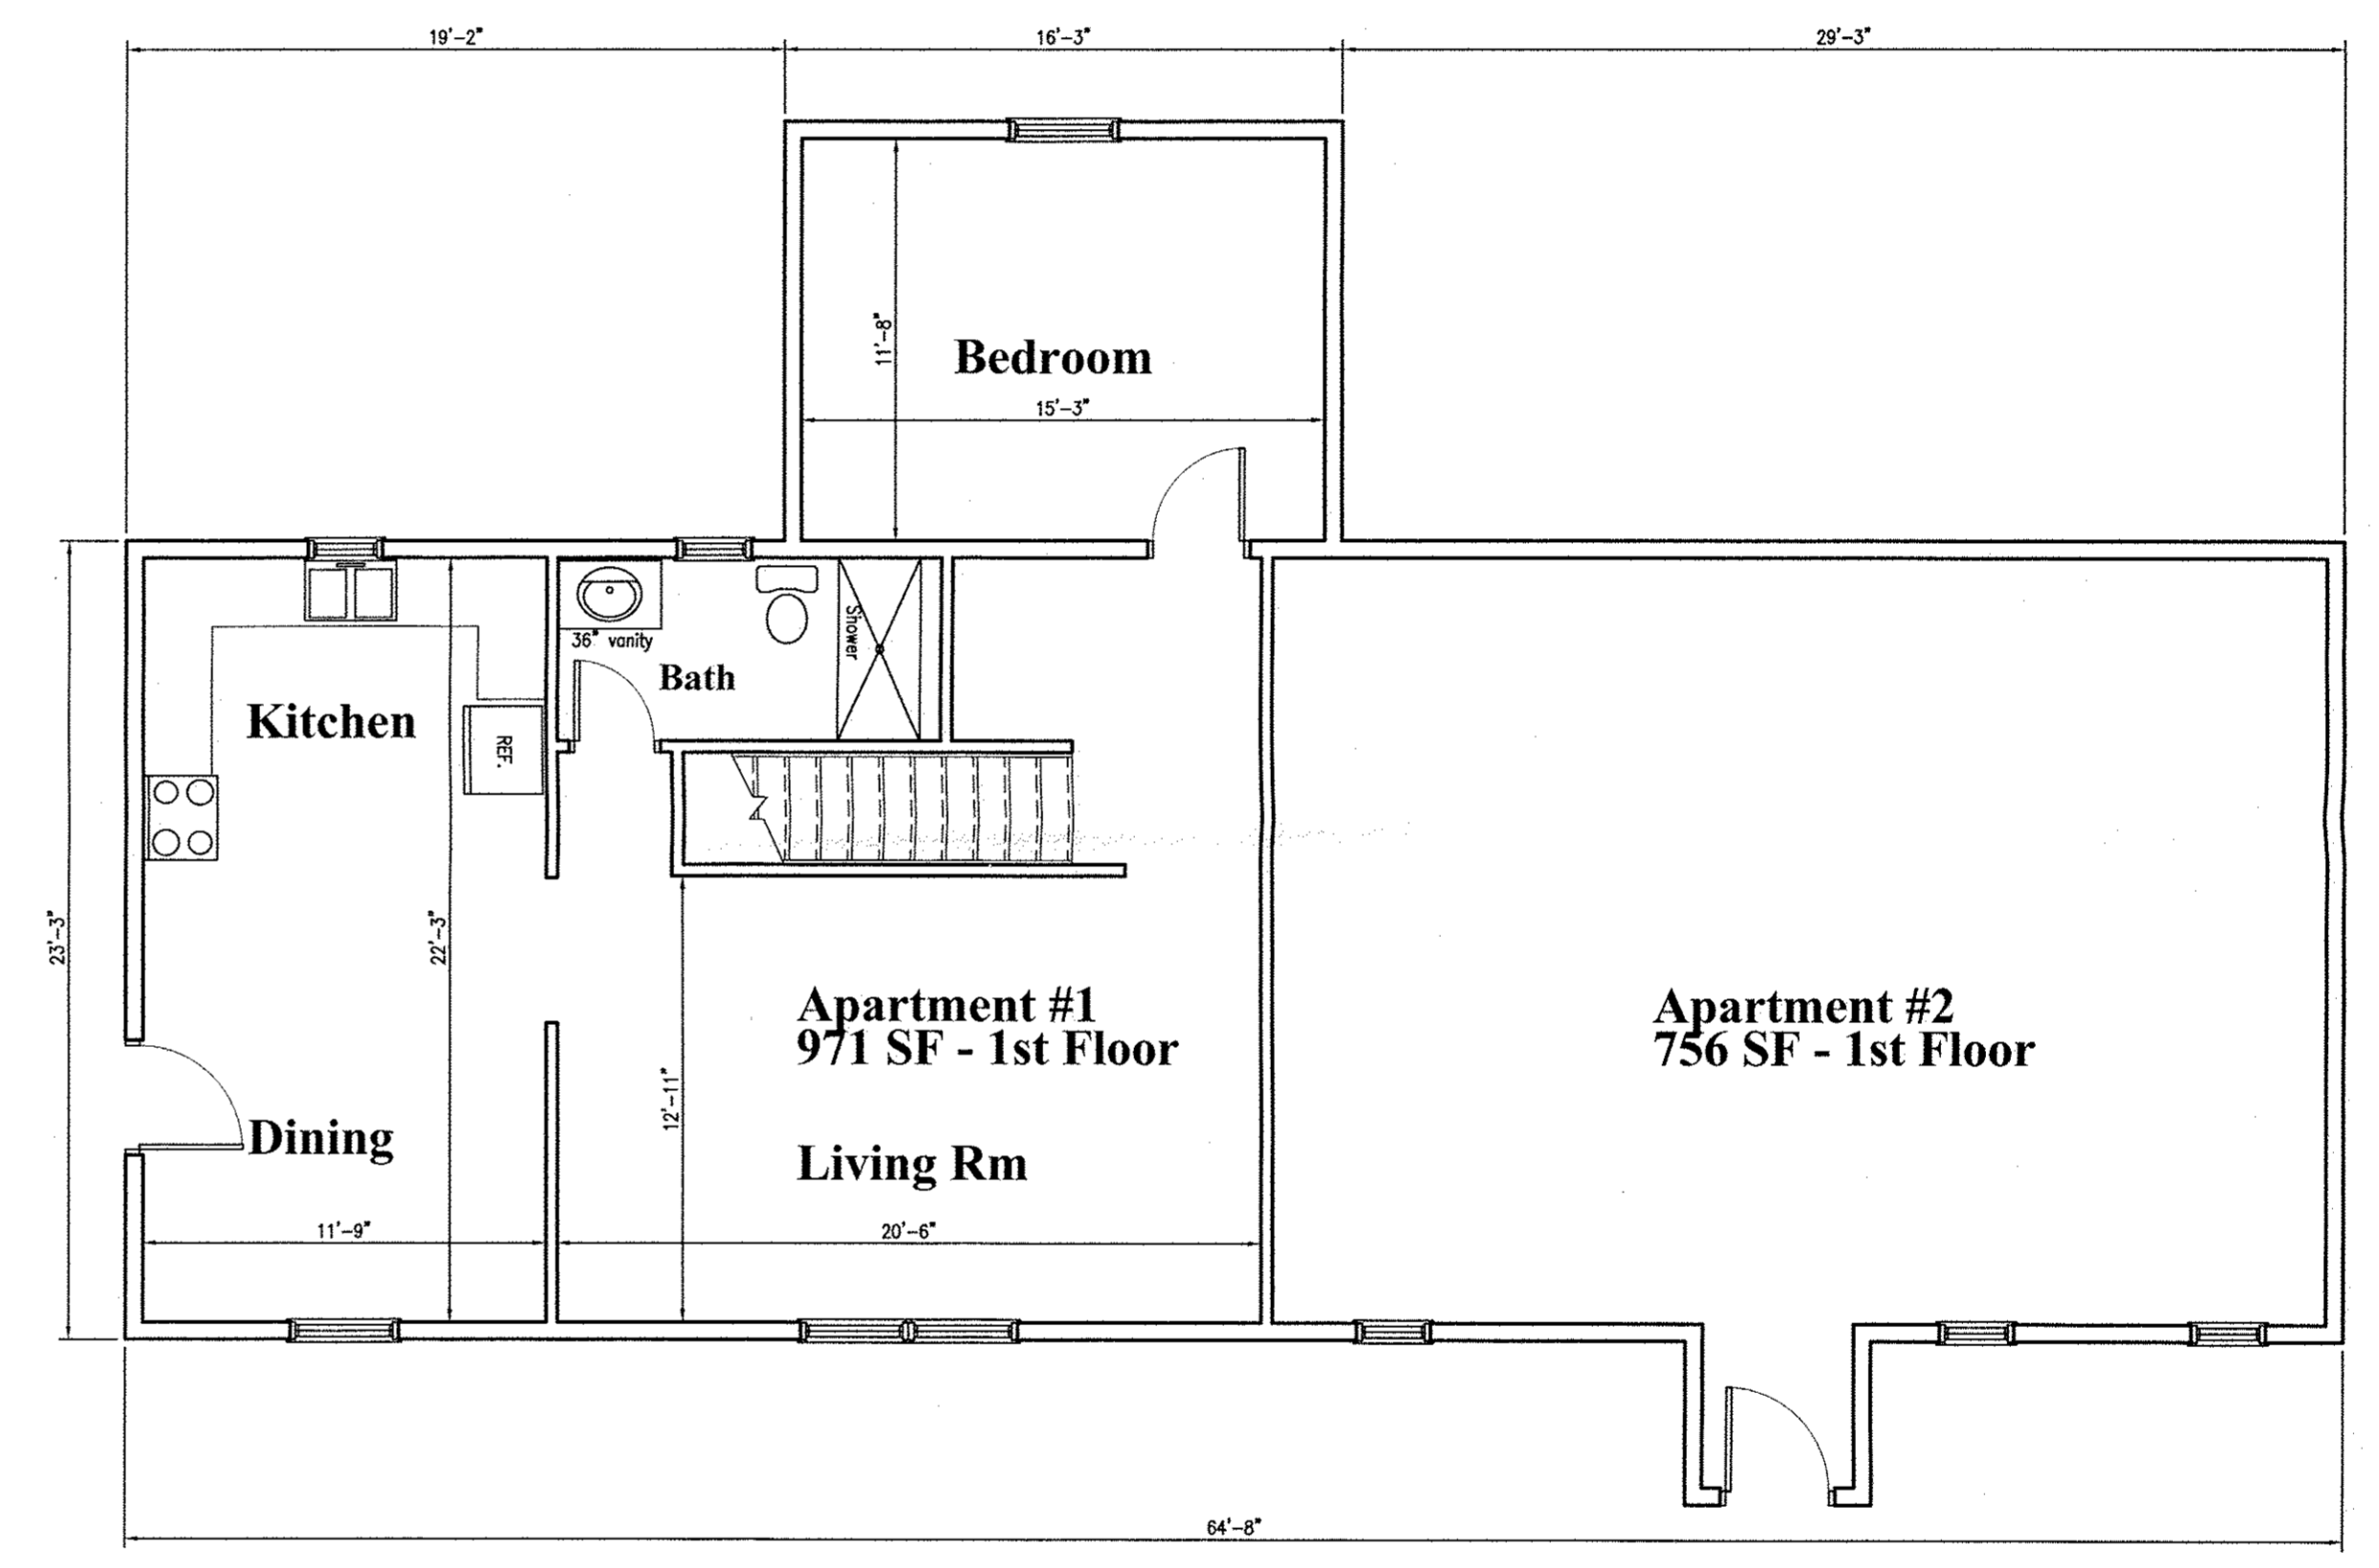 19'-2"
16'-3"
29'-3"
11'-8"
Bedroom
15'-3"
36" vanity
Shower
Bath
Kitchen
REF.
23'-3"
22'-3"
Apartment #1
971 SF - 1st Floor
Apartment #2
756 SF - 1st Floor
12'-11"
Dining
Living Rm
11'-9"
20'-6"
64'-8"